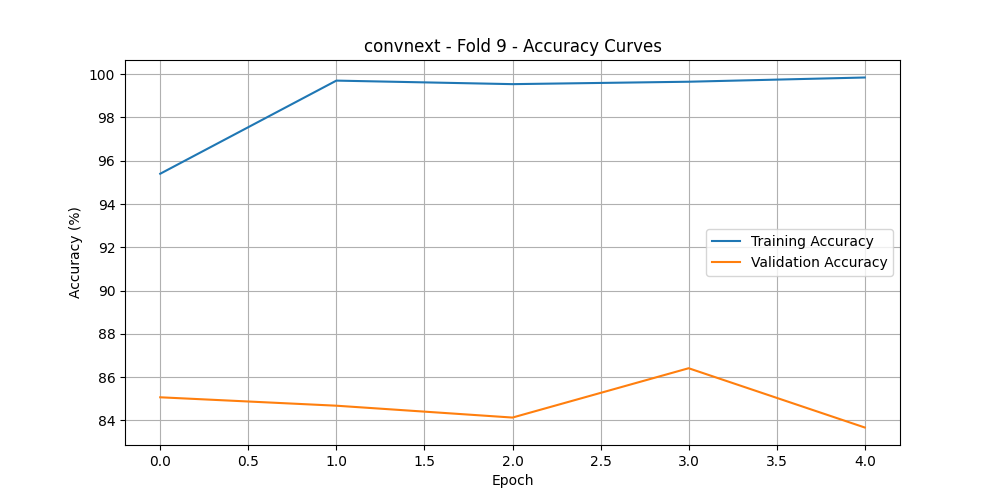 convnext - Fold 9 - Accuracy Curves
Accuracy (%)
100
98
96
94
92
90
88
86
84
Training Accuracy
Validation Accuracy
0.0 0.5 1.0 1.5 2.0 2.5 3.0 3.5 4.0
Epoch